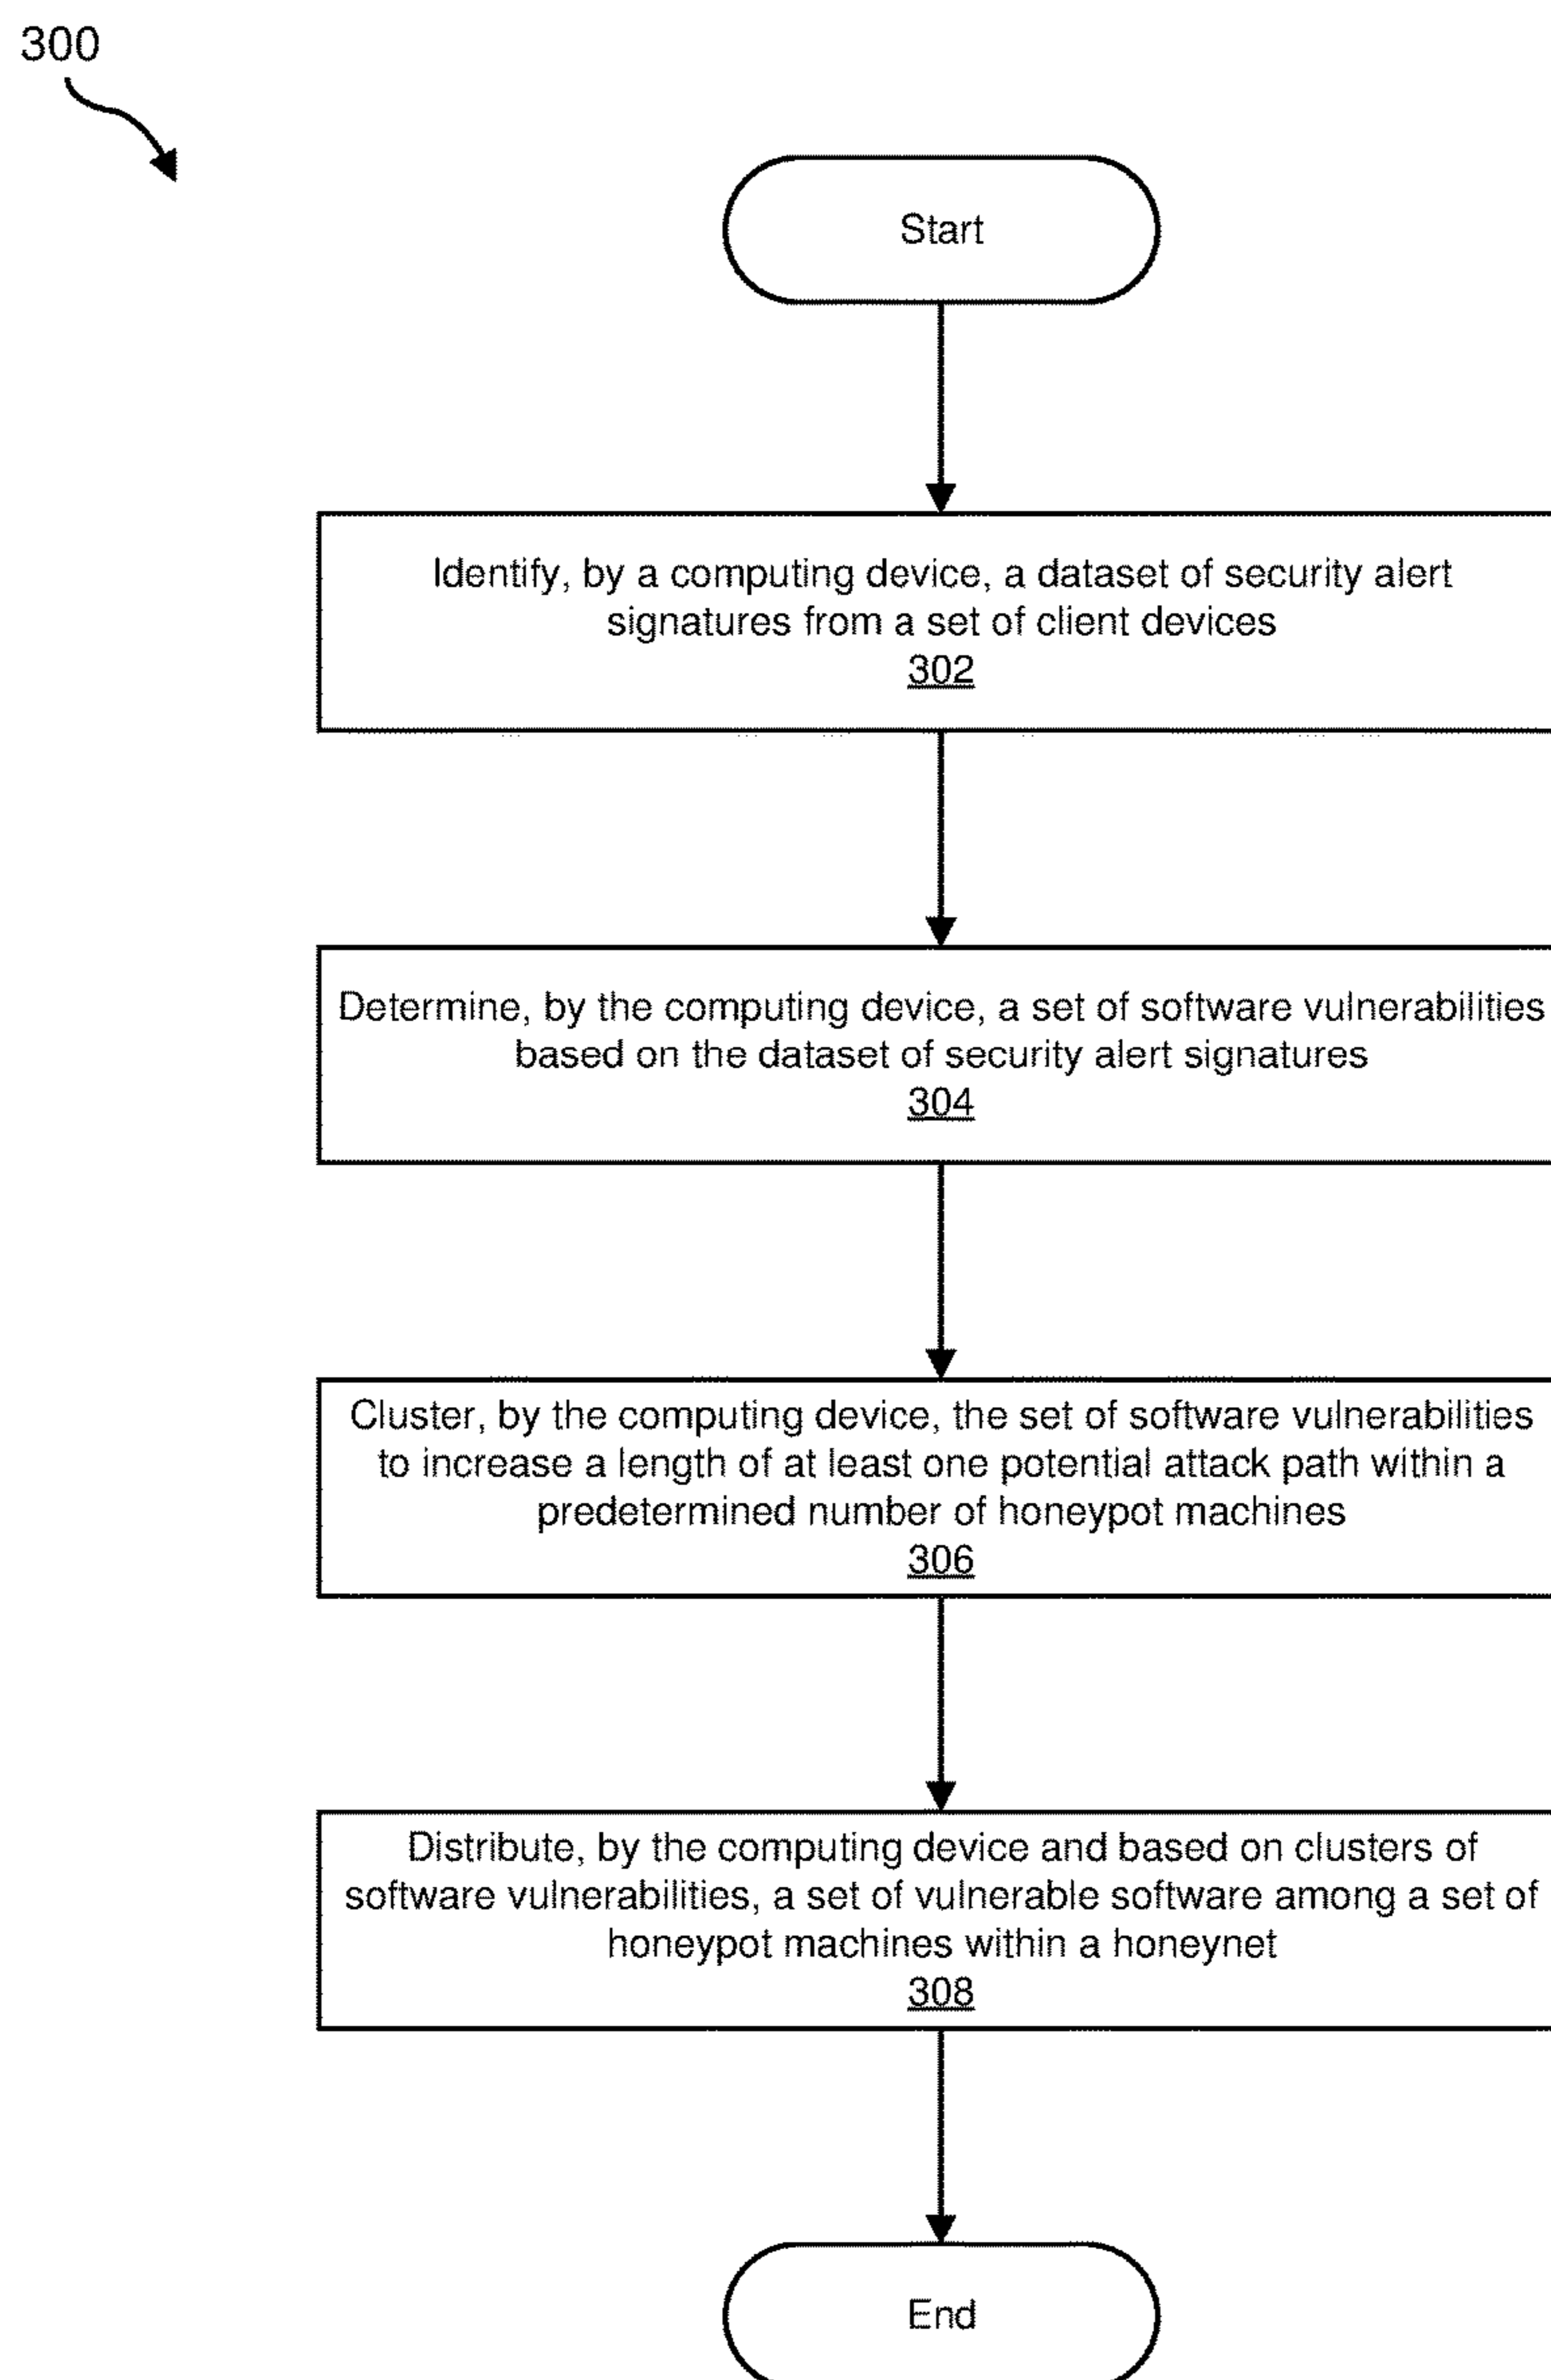 300
Start
Identify, by a computing device, a dataset of security alert
signatures from a set of client devices
302
Determine, by the computing device, a set of software vulnerabilities
based on the dataset of security alert signatures
304
Cluster, by the computing device, the set of software vulnerabilities
to increase a length of at least one potential attack path within a
predetermined number of honeypot machines
306
Distribute, by the computing device and based on clusters of
software vulnerabilities, a set of vulnerable software among a set of
honeypot machines within a honeynet
308
End